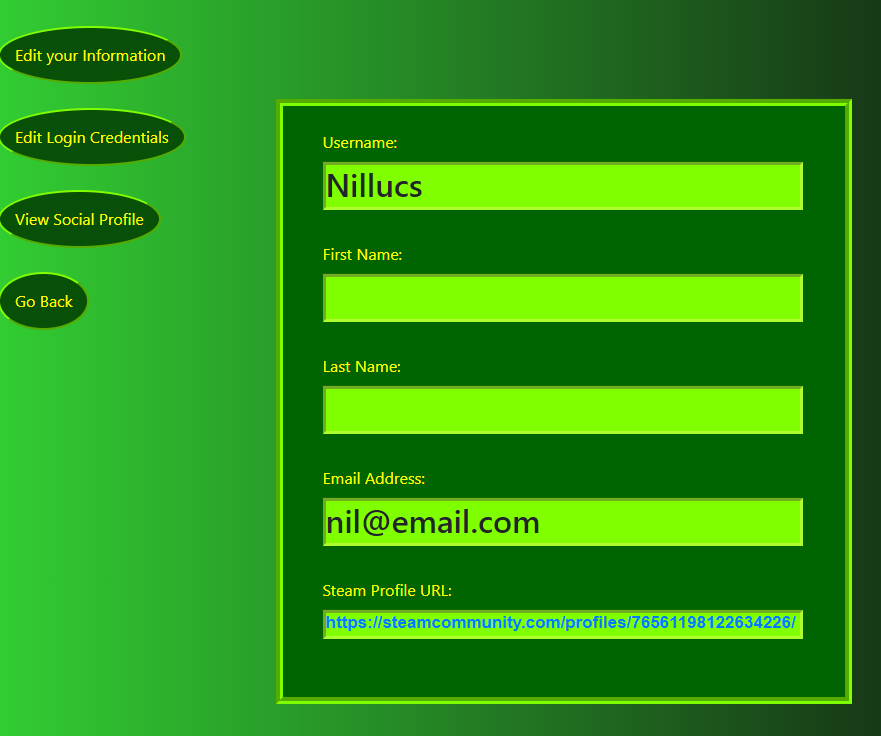 Edit your Information
Edit Login Credentials
View Social Profile
Go Back
Username:
Nillucs
First Name:
Last Name:
Email Address:
nil@email.com
Steam Profile URL:
https://steamcommunity.com/profiles/76561198122634226/